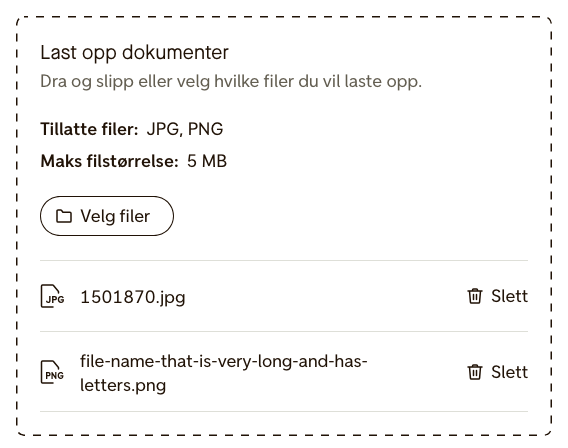 Last opp dokumenter
Dra og slipp eller velg hvilke filer du vil laste opp.
Tillatte filer: JPG, PNG
Maks filstørrelse: 5 MB
Velg filer
JPG 1501870.jpg Slett
PNG file-name-that-is-very-long-and-has-
letters.png Slett